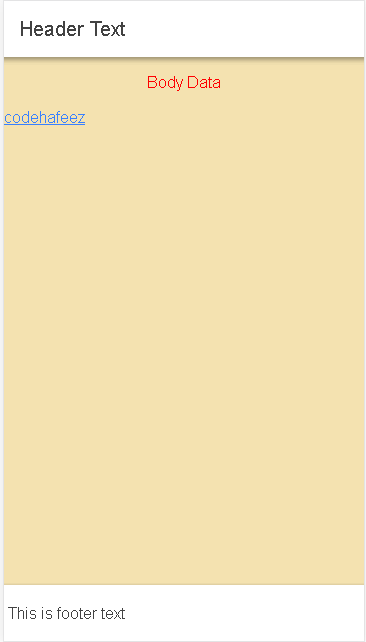 Header Text
Body Data
codehafeez
This is footer text